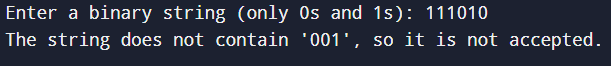 Enter a binary string (only 0s and 1s): 111010
The string does not contain '001', so it is not accepted.